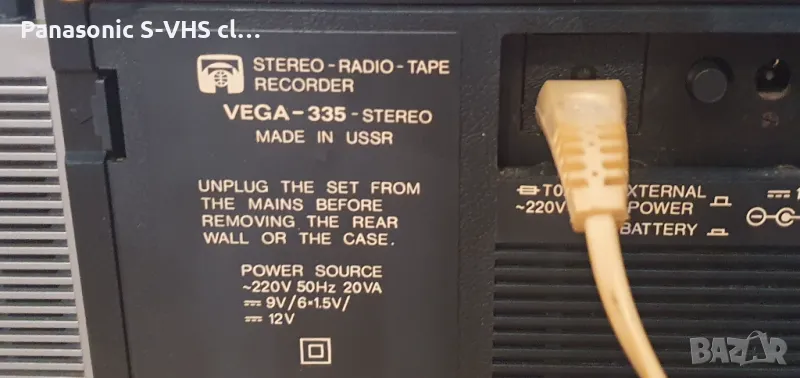 Panasonic S-VHS cl...
STEREO-RADIO-TAPE
RECORDER
VEGA-335-STEREO
MADE IN USSR
UNPLUG THE SET FROM
THE MAINS BEFORE
REMOVING THE REAR
WALL OR THE CASE.
POWER SOURCE
~220V 50Hz 20VA
⎓ 9V/6×1.5V/
⎓ 12V
~220V
EXTERNAL
POWER
BATTERY
BAZAR